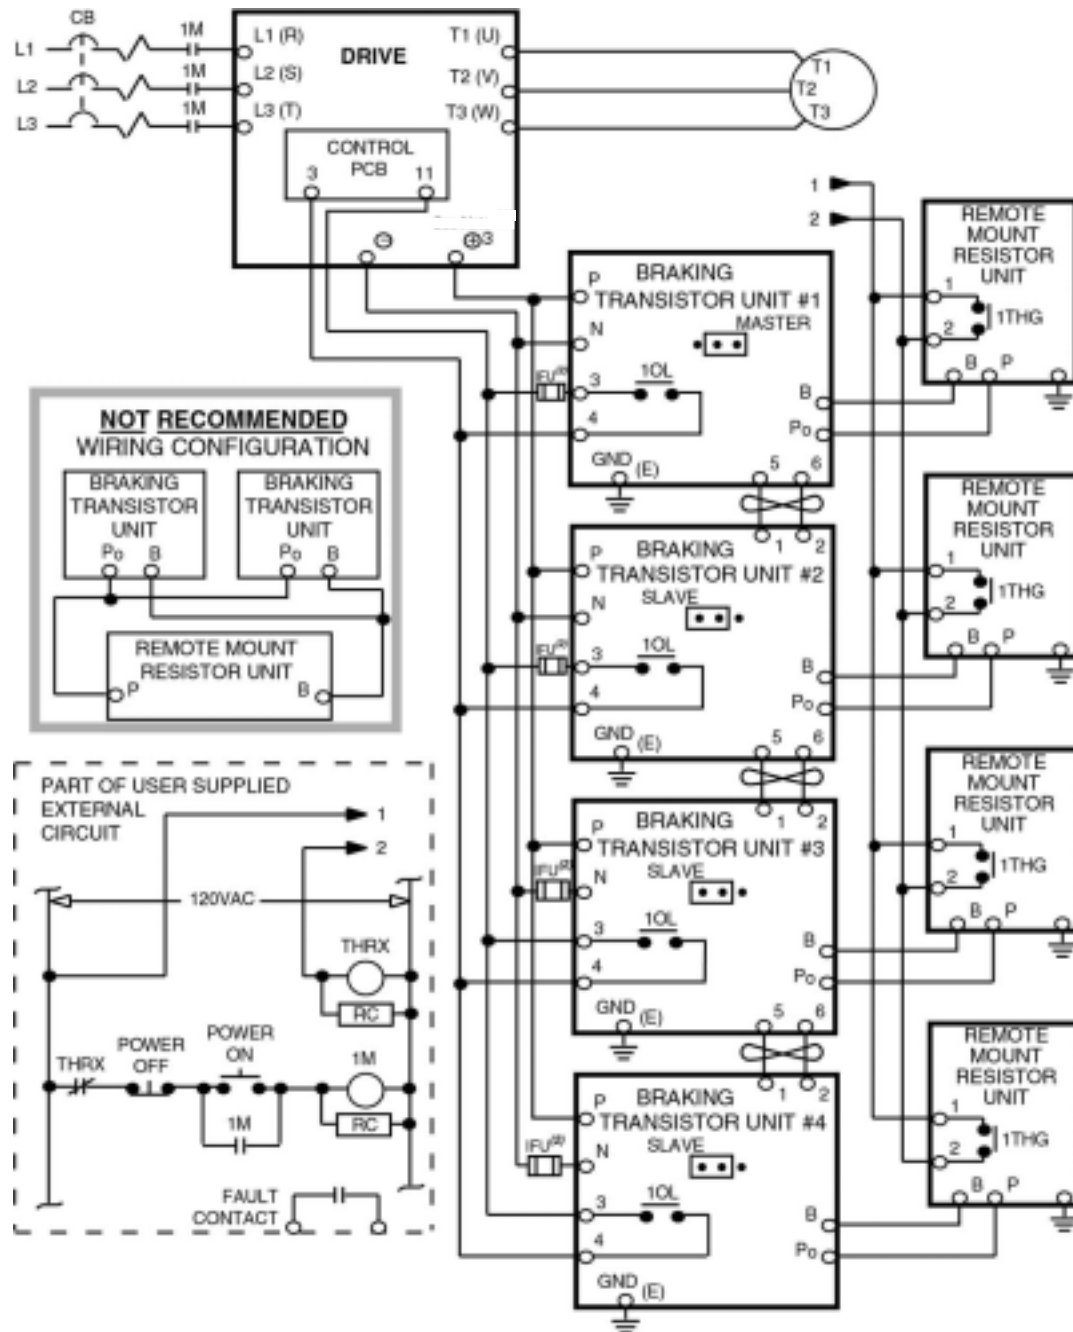 CB
L1
1M
L1 (R)
DRIVE
T1 (U)
L2
1M
L2 (S)
T2 (V)
L3
1M
L3 (T)
T3 (W)
T1
T2
T3
CONTROL
PCB
3
11
3
1
2
BRAKING
TRANSISTOR UNIT #1
MASTER
P
N
3
4
1OL
B
Po
GND (E)
5
6
REMOTE
MOUNT
RESISTOR
UNIT
1
1THG
2
B
P
NOT RECOMMENDED
WIRING CONFIGURATION
BRAKING
TRANSISTOR
UNIT
Po
B
BRAKING
TRANSISTOR
UNIT
Po
B
REMOTE MOUNT
RESISTOR UNIT
P
B
1
2
BRAKING
TRANSISTOR UNIT #2
SLAVE
P
N
3
4
1OL
B
Po
GND (E)
5
6
REMOTE
MOUNT
RESISTOR
UNIT
1
1THG
2
B
P
1
2
BRAKING
TRANSISTOR UNIT #3
SLAVE
P
IFU(2)
N
3
4
1OL
B
Po
GND (E)
5
6
REMOTE
MOUNT
RESISTOR
UNIT
1
1THG
2
B
P
1
2
BRAKING
TRANSISTOR UNIT #4
SLAVE
P
IFU(2)
N
3
4
1OL
B
Po
GND (E)
REMOTE
MOUNT
RESISTOR
UNIT
1
1THG
2
B
P
PART OF USER SUPPLIED
EXTERNAL
CIRCUIT
1
2
120VAC
THRX
RC
THRX
POWER
OFF
POWER
ON
1M
1M
RC
FAULT
CONTACT